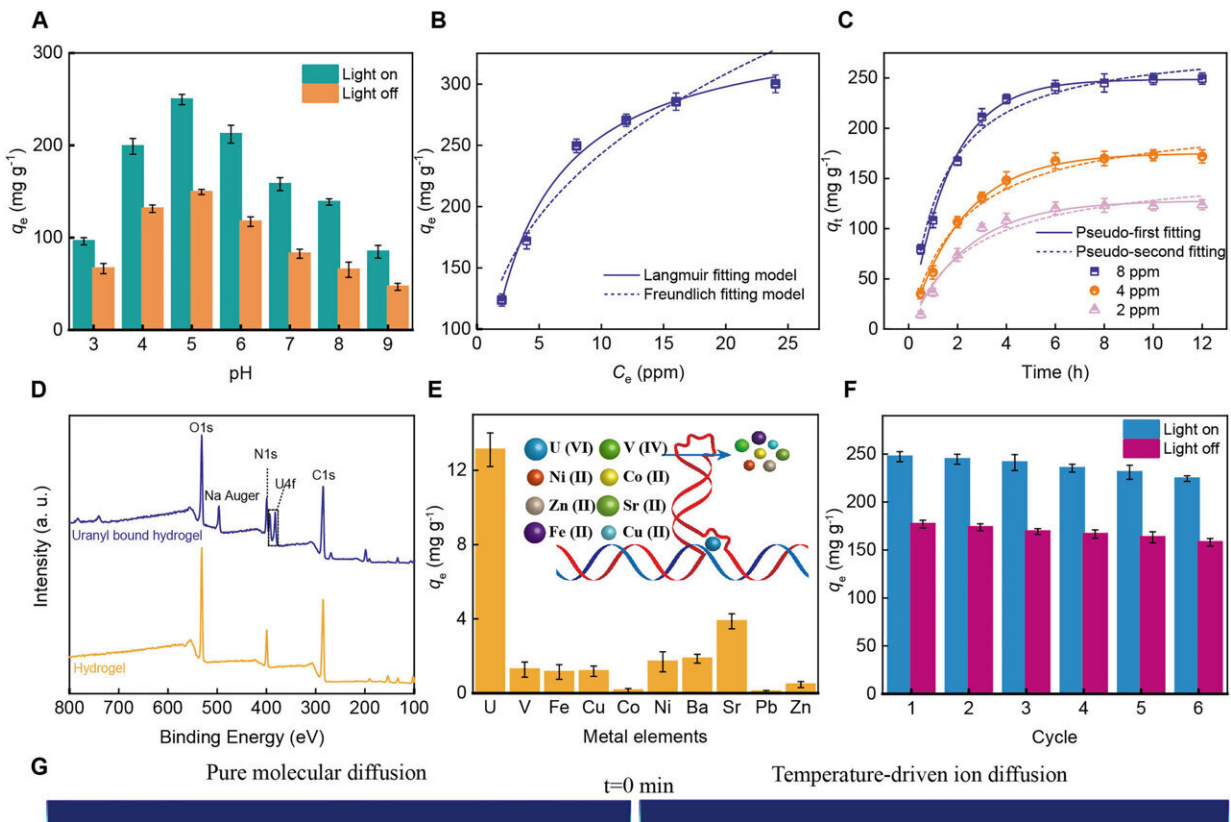 A
300
200
100
0
qe (mg g-1)
Light on
Light off
3 4 5 6 7 8 9
pH
B
300
250
200
150
100
qe (mg g-1)
Langmuir fitting model
Freundlich fitting model
0 5 10 15 20 25
Ce (ppm)
C
250
200
150
100
50
0
qt (mg g-1)
Pseudo-first fitting
Pseudo-second fitting
8 ppm
4 ppm
2 ppm
0 2 4 6 8 10 12
Time (h)
D
O1s
N1s
C1s
U4f
Na Auger
Uranyl bound hydrogel
Hydrogel
Intensity (a. u.)
800 700 600 500 400 300 200 100
Binding Energy (eV)
E
12
8
4
0
qe (mg g-1)
U (VI) V (IV)
Ni (II) Co (II)
Zn (II) Sr (II)
Fe (II) Cu (II)
U V Fe Cu Co Ni Ba Sr Pb Zn
Metal elements
F
250
200
150
100
50
0
qe (mg g-1)
Light on
Light off
1 2 3 4 5 6
Cycle
G
Pure molecular diffusion
t=0 min
Temperature-driven ion diffusion